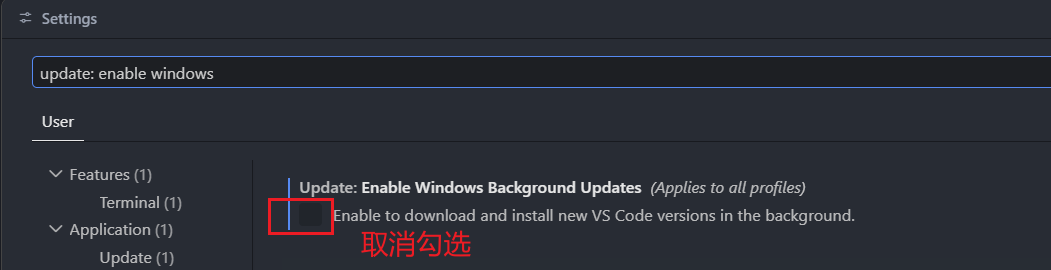 Settings
update: enable windows
User
Features (1)
Terminal (1)
Application (1)
Update (1)
Update: Enable Windows Background Updates (Applies to all profiles)
Enable to download and install new VS Code versions in the background.
取消勾选